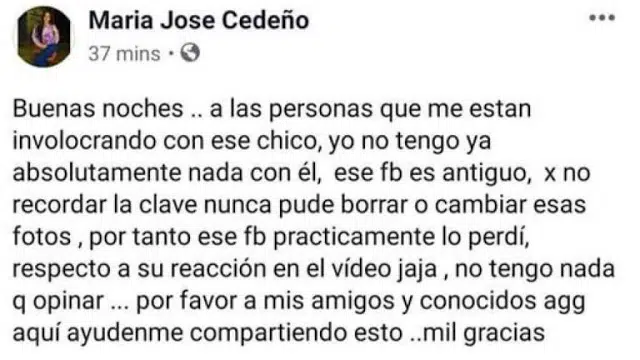 Maria Jose Cedeño
37 mins ·
Buenas noches .. a las personas que me estan
involocrando con ese chico, yo no tengo ya
absolutamente nada con él, ese fb es antiguo, x no
recordar la clave nunca pude borrar o cambiar esas
fotos , por tanto ese fb practicamente lo perdí,
respecto a su reacción en el vídeo jaja , no tengo nada
q opinar ... por favor a mis amigos y conocidos agg
aquí ayudenme compartiendo esto ..mil gracias